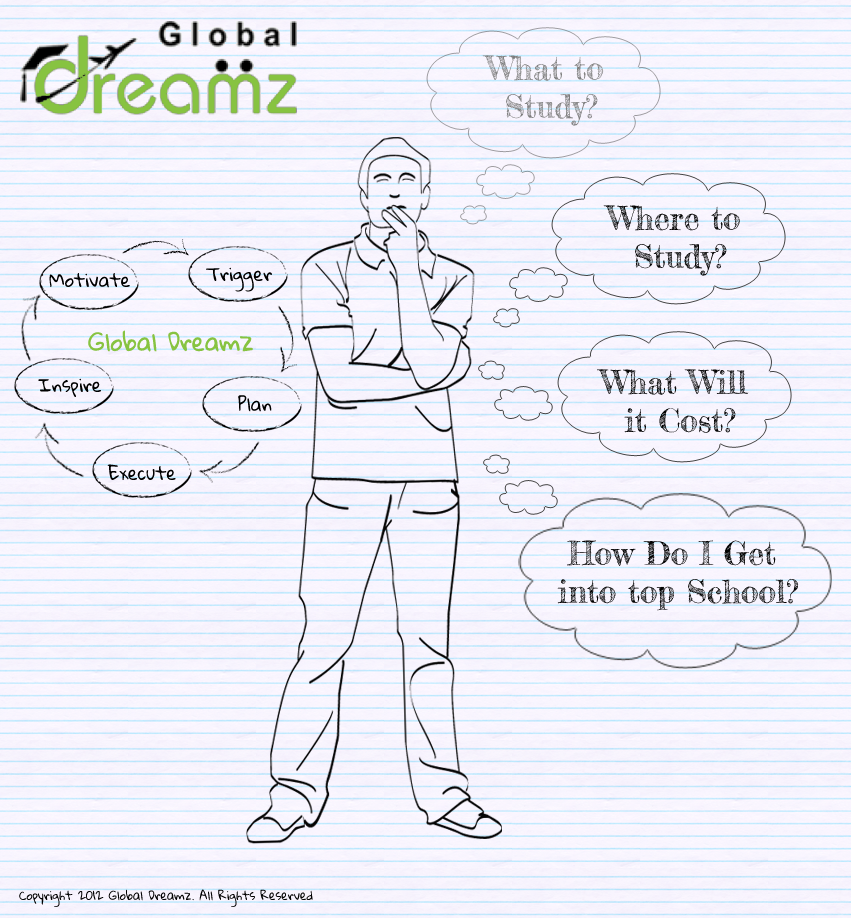 Global
dreamz
What to
Study?
Where to
Study?
Motivate
Trigger
Global Dreamz
Inspire
Plan
Execute
What Will
it Cost?
How Do I Get
into top School?
Copyright 2012 Global Dreamz. All Rights Reserved